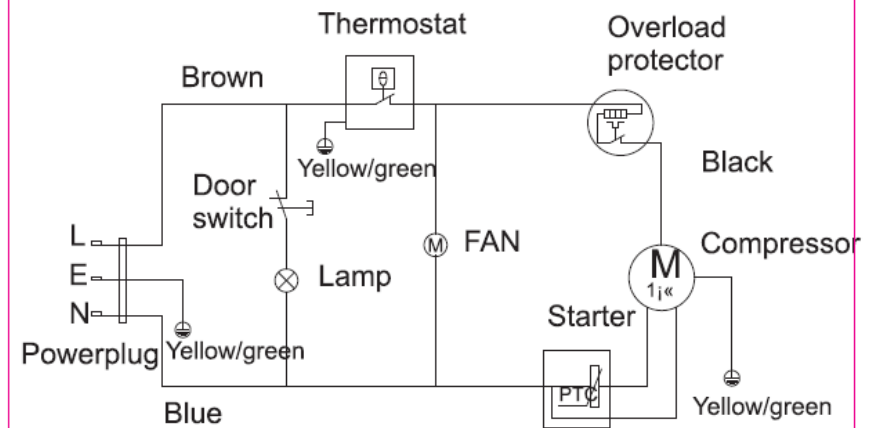 Thermostat
Overload
protector
Brown
θ
Yellow/green
Black
Door
switch
L
M
FAN
Compressor
M
1¡«
E
Lamp
N
Starter
Powerplug
Yellow/green
PTC
Yellow/green
Blue